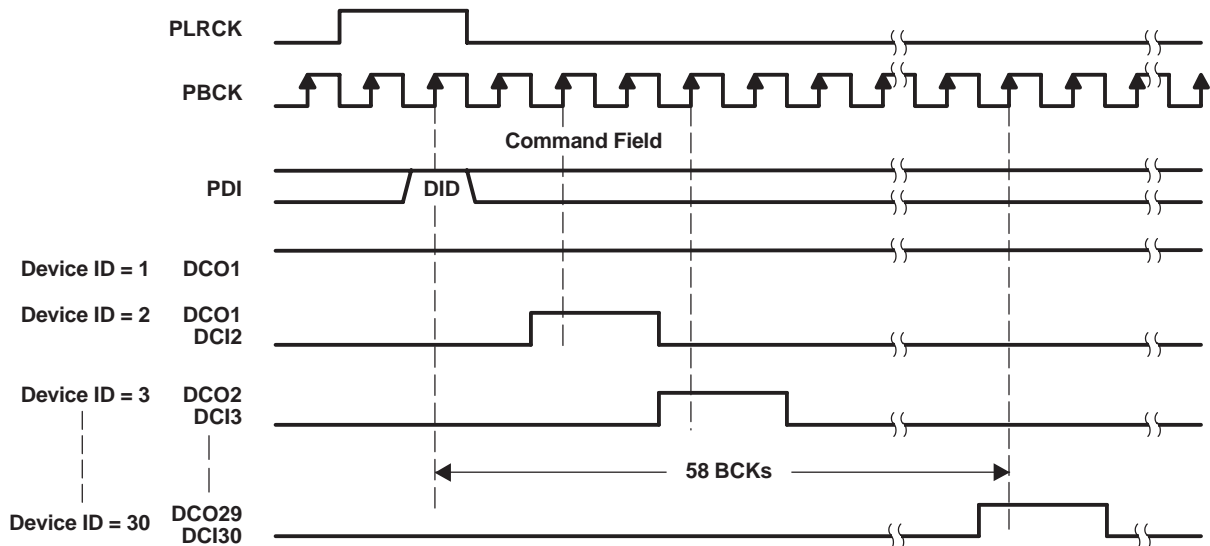 PLRCK
PBCK
Command Field
PDI
DID
Device ID = 1 DCO1
Device ID = 2 DCO1
DCI2
Device ID = 3 DCO2
DCI3
58 BCKs
Device ID = 30 DCO29
DCI30